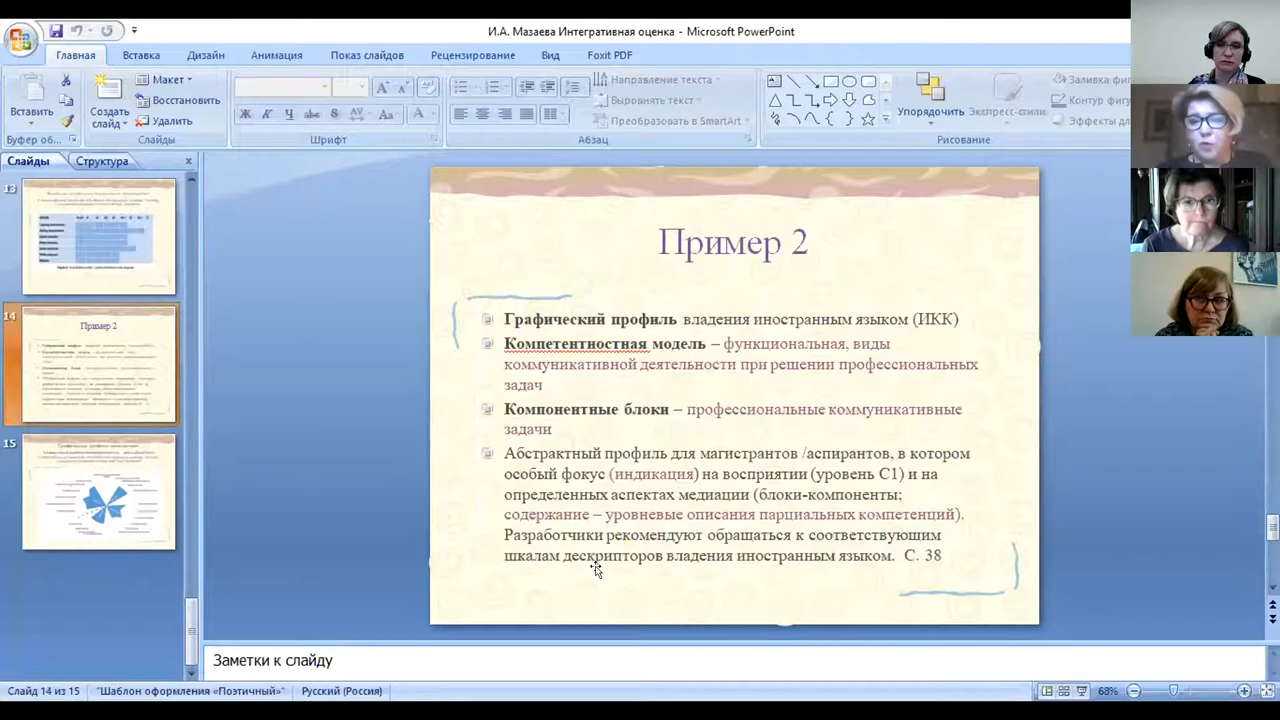 И.А. Мазаева Интегративная оценка - Microsoft PowerPoint
Главная Вставка Дизайн Анимация Показ слайдов Рецензирование Вид Foxit PDF
Вставить
Буфер об...
Создать слайд
Макет
Восстановить
Удалить
Слайды
Шрифт
Направление текста
Выровнять текст
Преобразовать в SmartArt
Абзац
Упорядочить
Экспресс-стили
Заливка фиг
Контур фигу
Эффекты дл
Рисование
Слайды Структура
13
14
Пример 2
15
Пример 2
Графический профиль владения иностранным языком (ИКК)
Компетентностная модель – функциональная, виды
коммуникативной деятельности при решении профессиональных
задач
Компонентные блоки – профессиональные коммуникативные
задачи
Абстрактный профиль для магистрантов /аспирантов, в котором
особый фокус (индикация) на восприятии (уровень С1) и на
определенных аспектах медиации (блоки-компоненты;
содержание – уровневые описания парциальных компетенций).
Разработчики рекомендуют обращаться к соответствующим
шкалам дескрипторов владения иностранным языком. С. 38
Заметки к слайду
Слайд 14 из 15 "Шаблон оформления «Поэтичный»" Русский (Россия) 68%